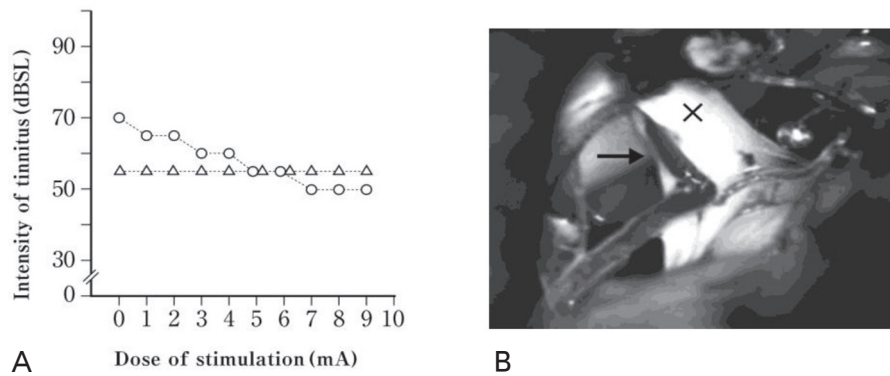 90
70
50
30
0
Intensity of tinnitus (dBSL)
0 1 2 3 4 5 6 7 8 9 10
Dose of stimulation (mA)
A
×
B